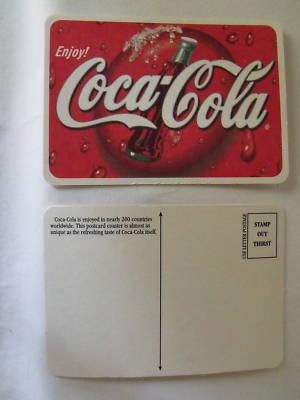 Enjoy!
Coca-Cola
®
Coca-Cola is enjoyed in nearly 200 countries
worldwide. This postcard coaster is almost as
unique as the refreshing taste of Coca-Cola itself.
USE LETTER POSTAGE
STAMP
OUT
THIRST